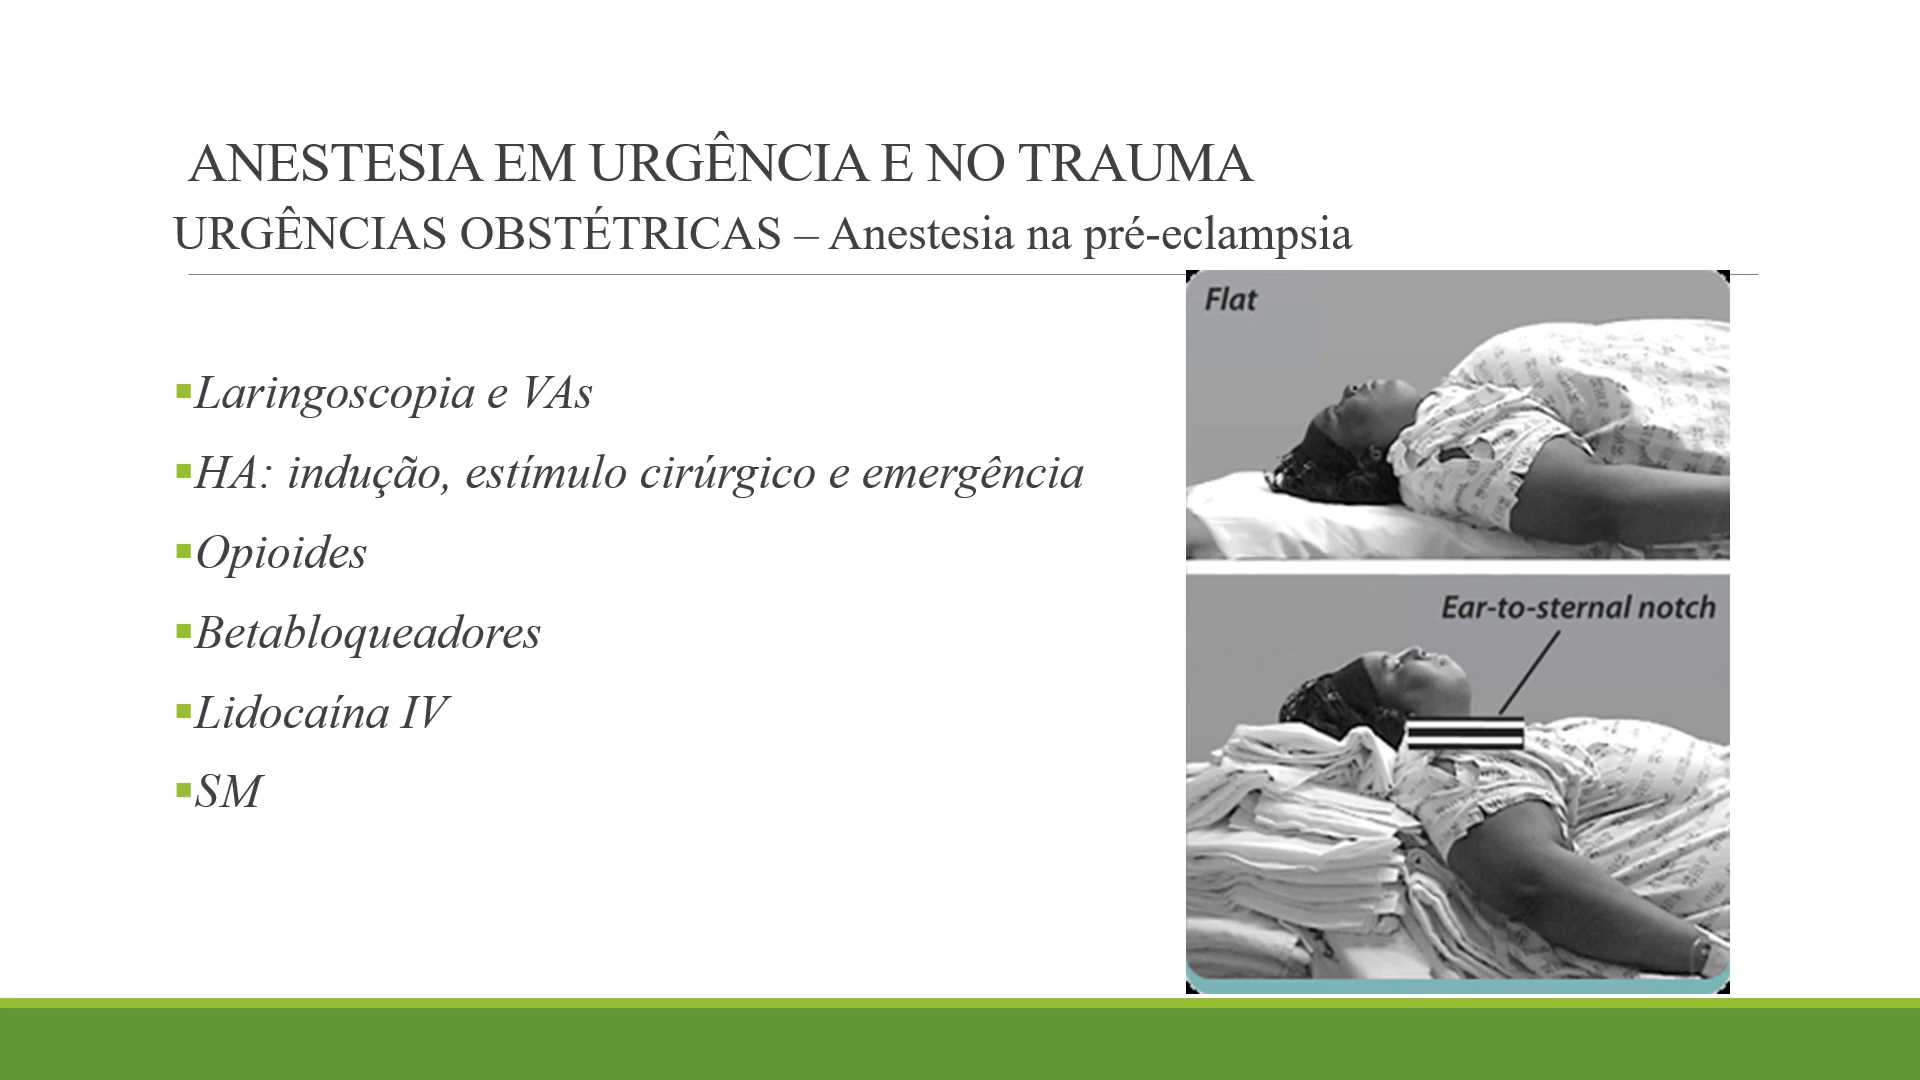 ANESTESIA EM URGÊNCIA E NO TRAUMA
URGÊNCIAS OBSTÉTRICAS – Anestesia na pré-eclampsia
Flat
Laringoscopia e VAs
HA: indução, estímulo cirúrgico e emergência
Opioides
Ear-to-sternal notch
Betabloqueadores
Lidocaína IV
SM